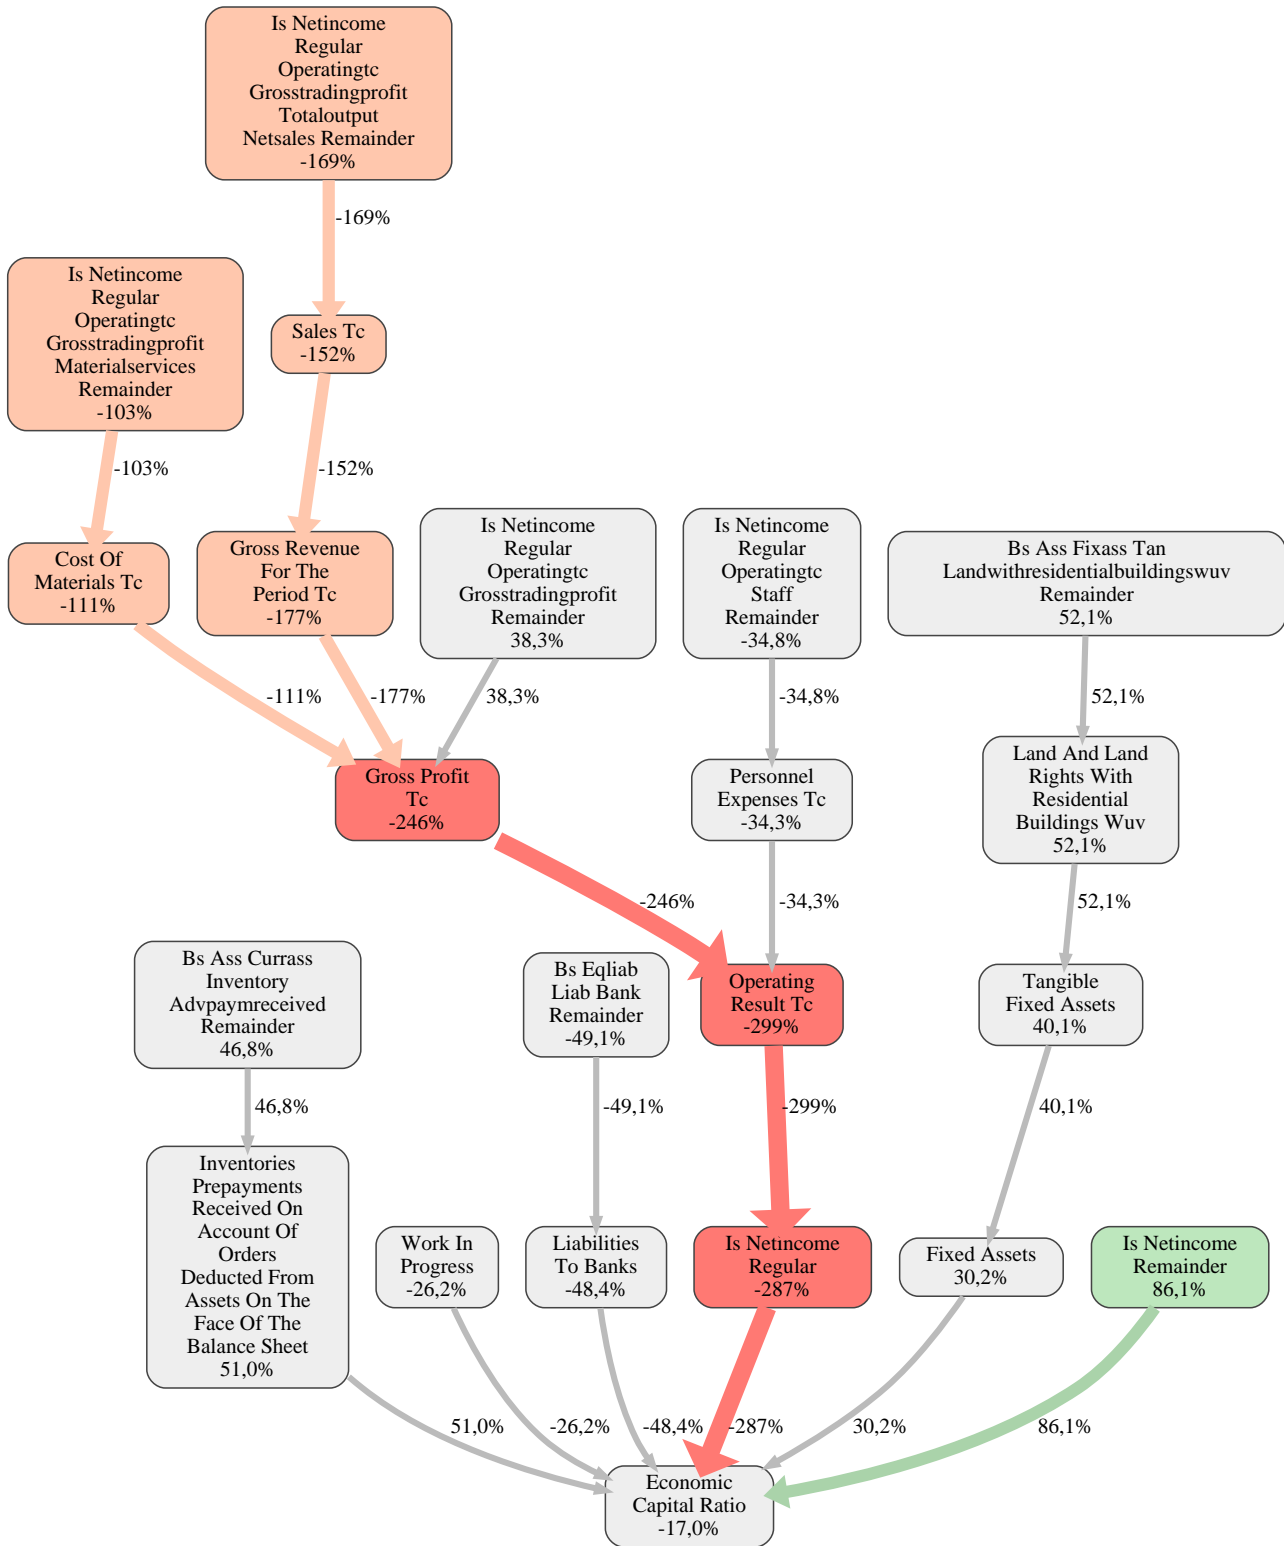 Is Netincome
Regular
Operatingtc
Grosstradingprofit
Totaloutput
Netsales Remainder
-169%
-169%
Is Netincome
Regular
Operatingtc
Grosstradingprofit
Materialservices
Remainder
-103%
Sales Tc
-152%
-103%
-152%
Cost Of
Materials Tc
-111%
Gross Revenue
For The
Period Tc
-177%
Is Netincome
Regular
Operatingtc
Grosstradingprofit
Remainder
38,3%
Is Netincome
Regular
Operatingtc
Staff
Remainder
-34,8%
Bs Ass Fixass Tan
Landwithresidentialbuildingswuv
Remainder
52,1%
-111%
-177%
38,3%
-34,8%
52,1%
Gross Profit
Tc
-246%
Personnel
Expenses Tc
-34,3%
Land And Land
Rights With
Residential
Buildings Wuv
52,1%
-246%
-34,3%
52,1%
Bs Ass Currass
Inventory
Advpaymreceived
Remainder
46,8%
Bs Eqliab
Liab Bank
Remainder
-49,1%
Operating
Result Tc
-299%
Tangible
Fixed Assets
40,1%
46,8%
-49,1%
-299%
40,1%
Inventories
Prepayments
Received On
Account Of
Orders
Deducted From
Assets On The
Face Of The
Balance Sheet
51,0%
Work In
Progress
-26,2%
Liabilities
To Banks
-48,4%
Is Netincome
Regular
-287%
Fixed Assets
30,2%
Is Netincome
Remainder
86,1%
51,0%
-26,2%
-48,4%
-287%
30,2%
86,1%
Economic
Capital Ratio
-17,0%